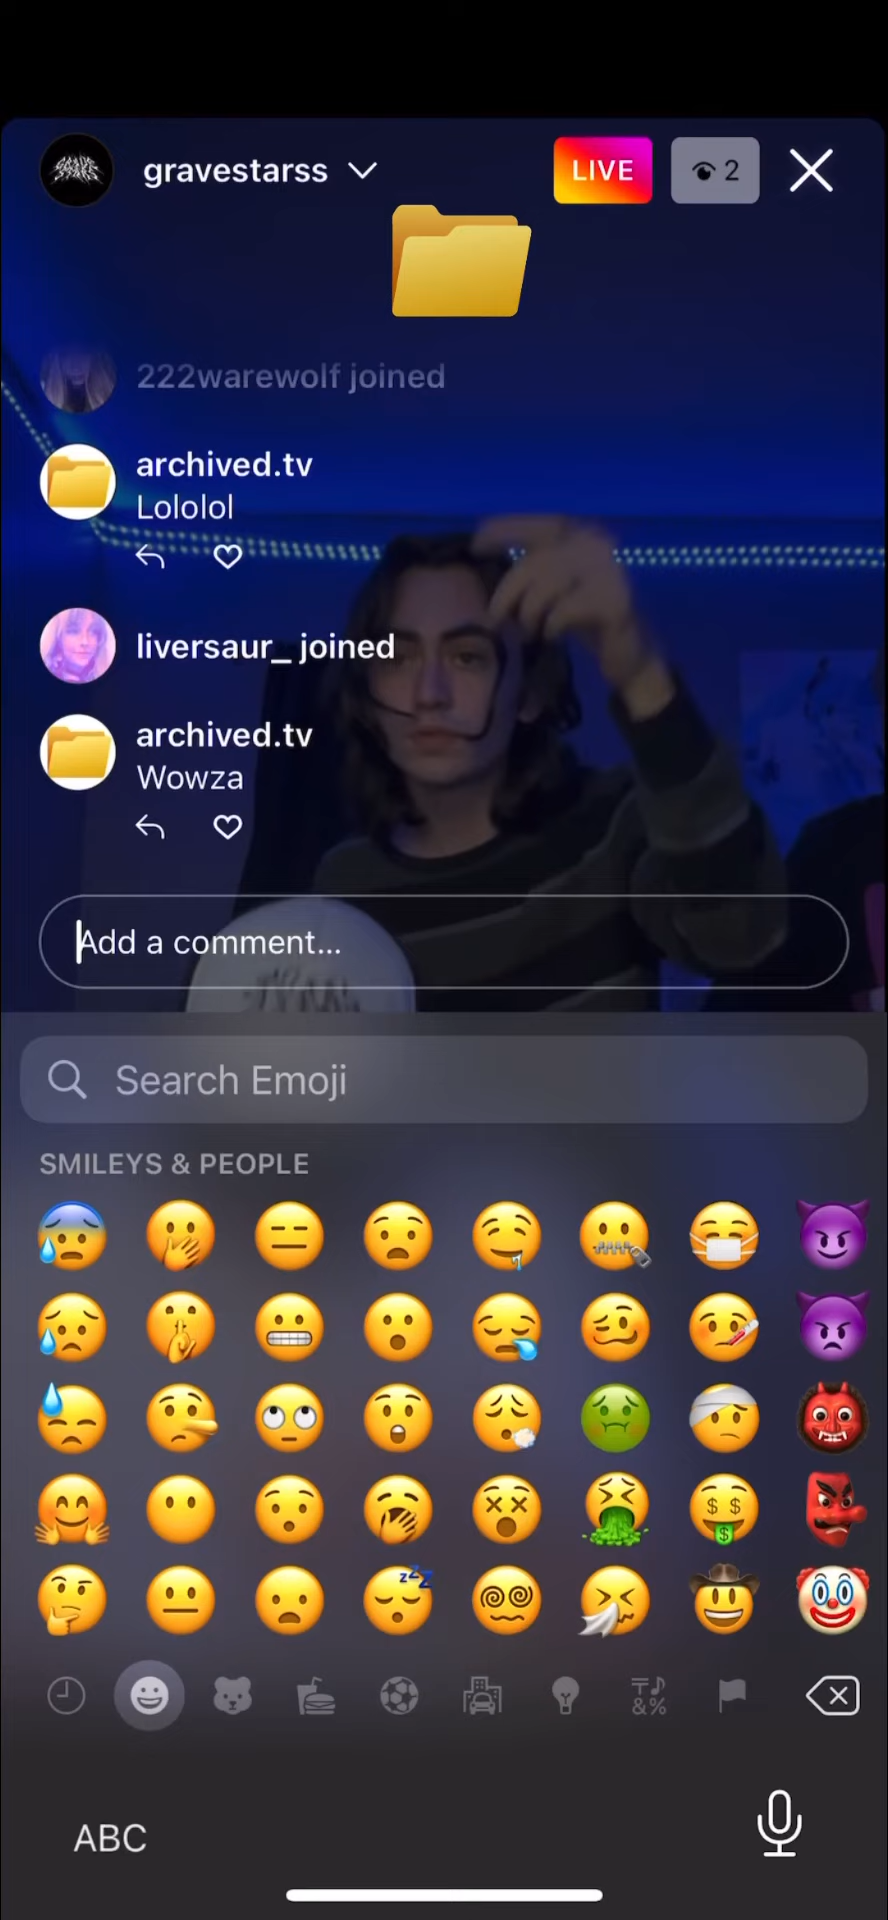 gravestarss
LIVE
2
222warewolf joined
archived.tv
Lololol
liversaur_ joined
archived.tv
Wowza
Add a comment...
Search Emoji
SMILEYS & PEOPLE
ABC